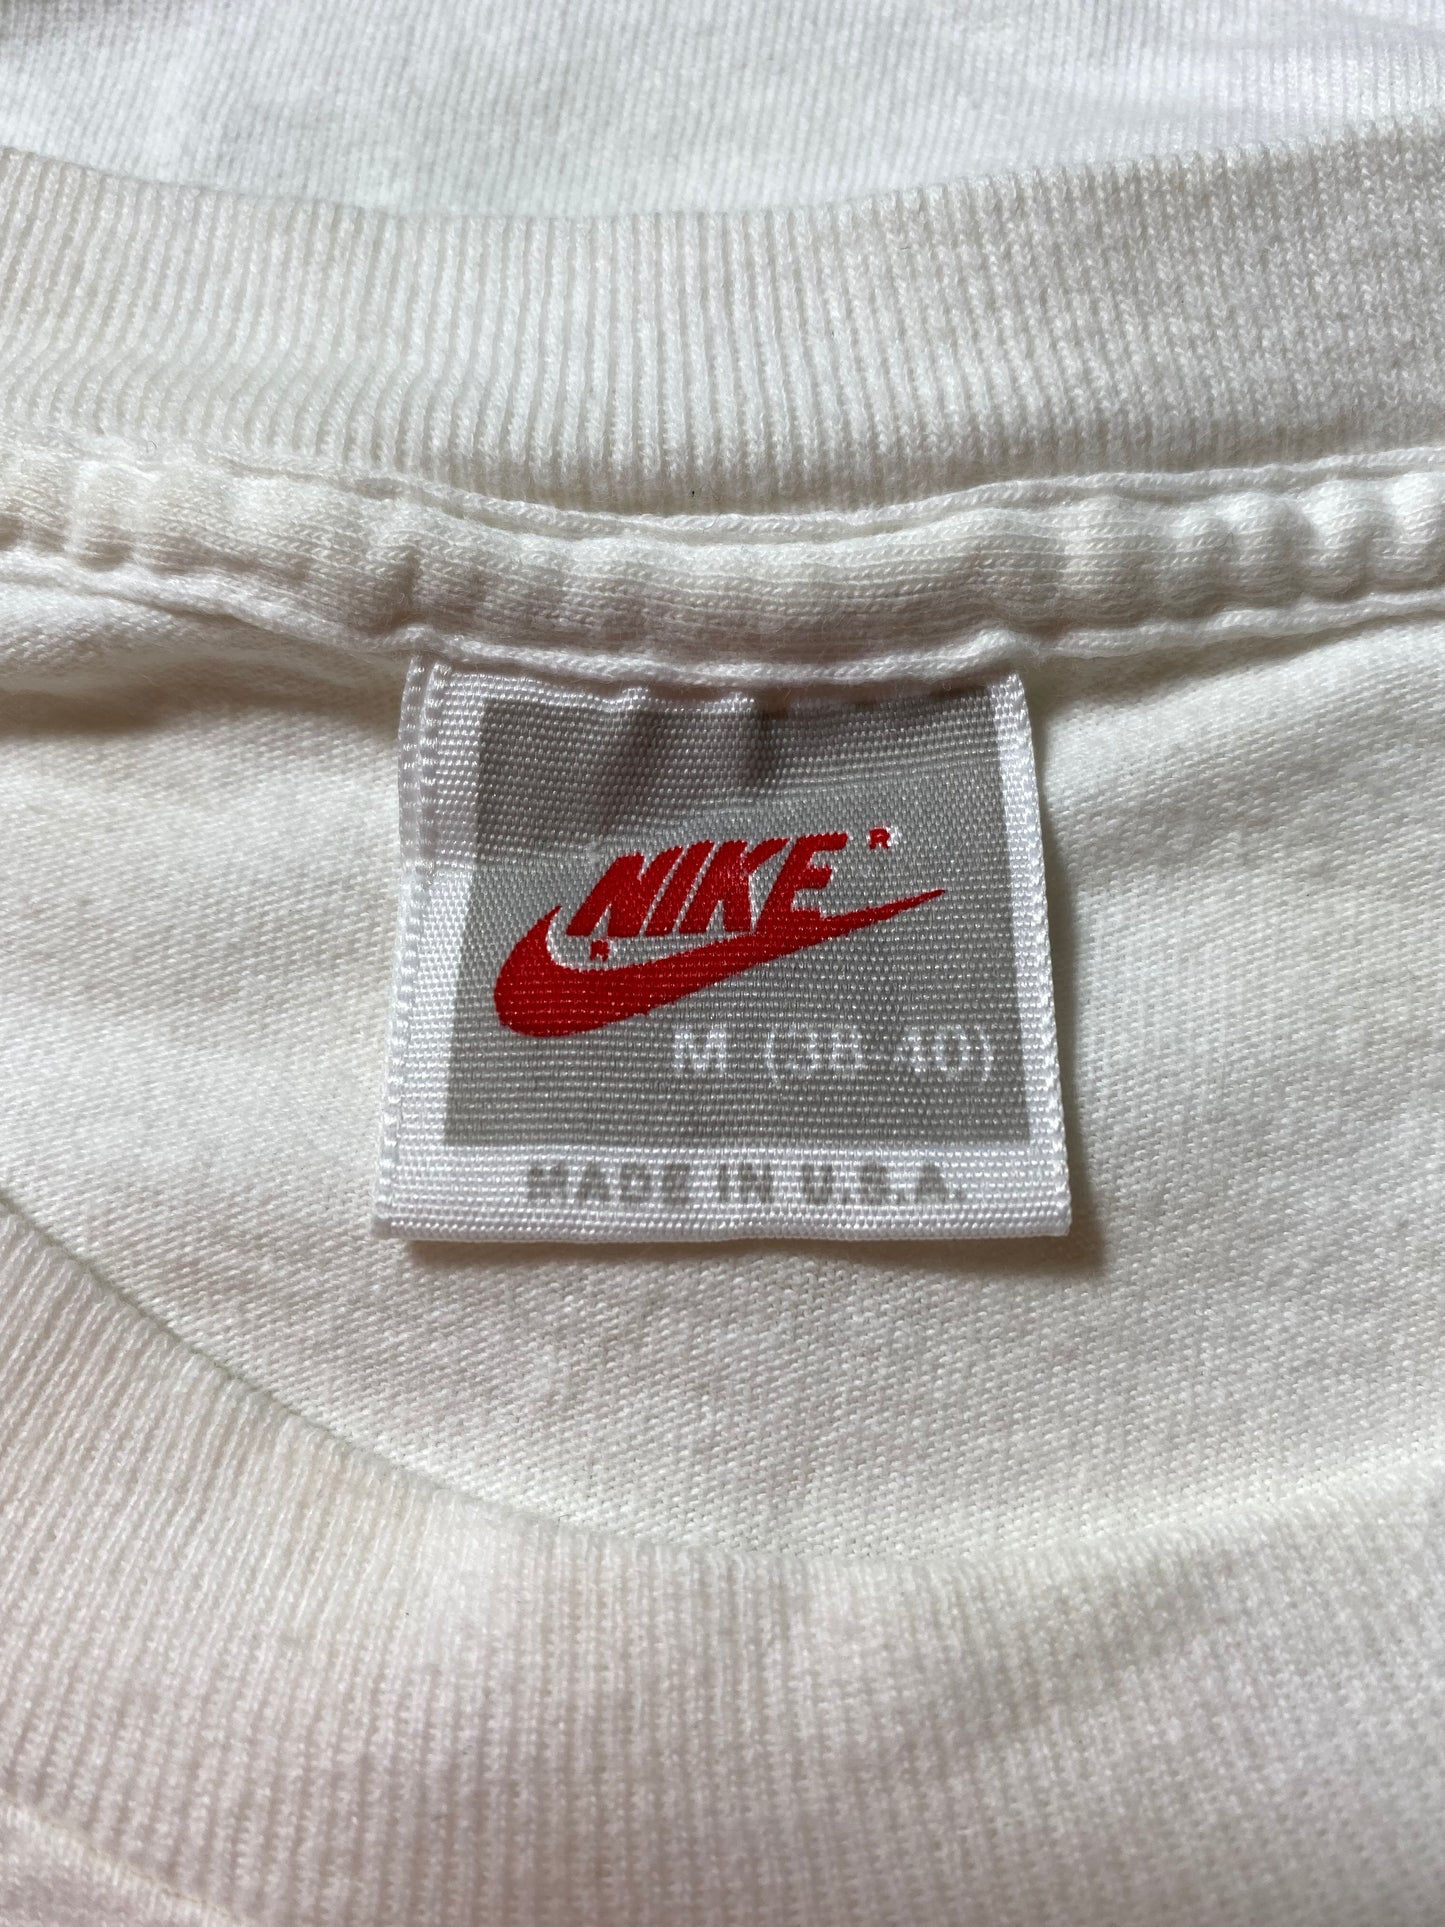 NIKE ®
®
M (38-40)
MADE IN U.S.A.